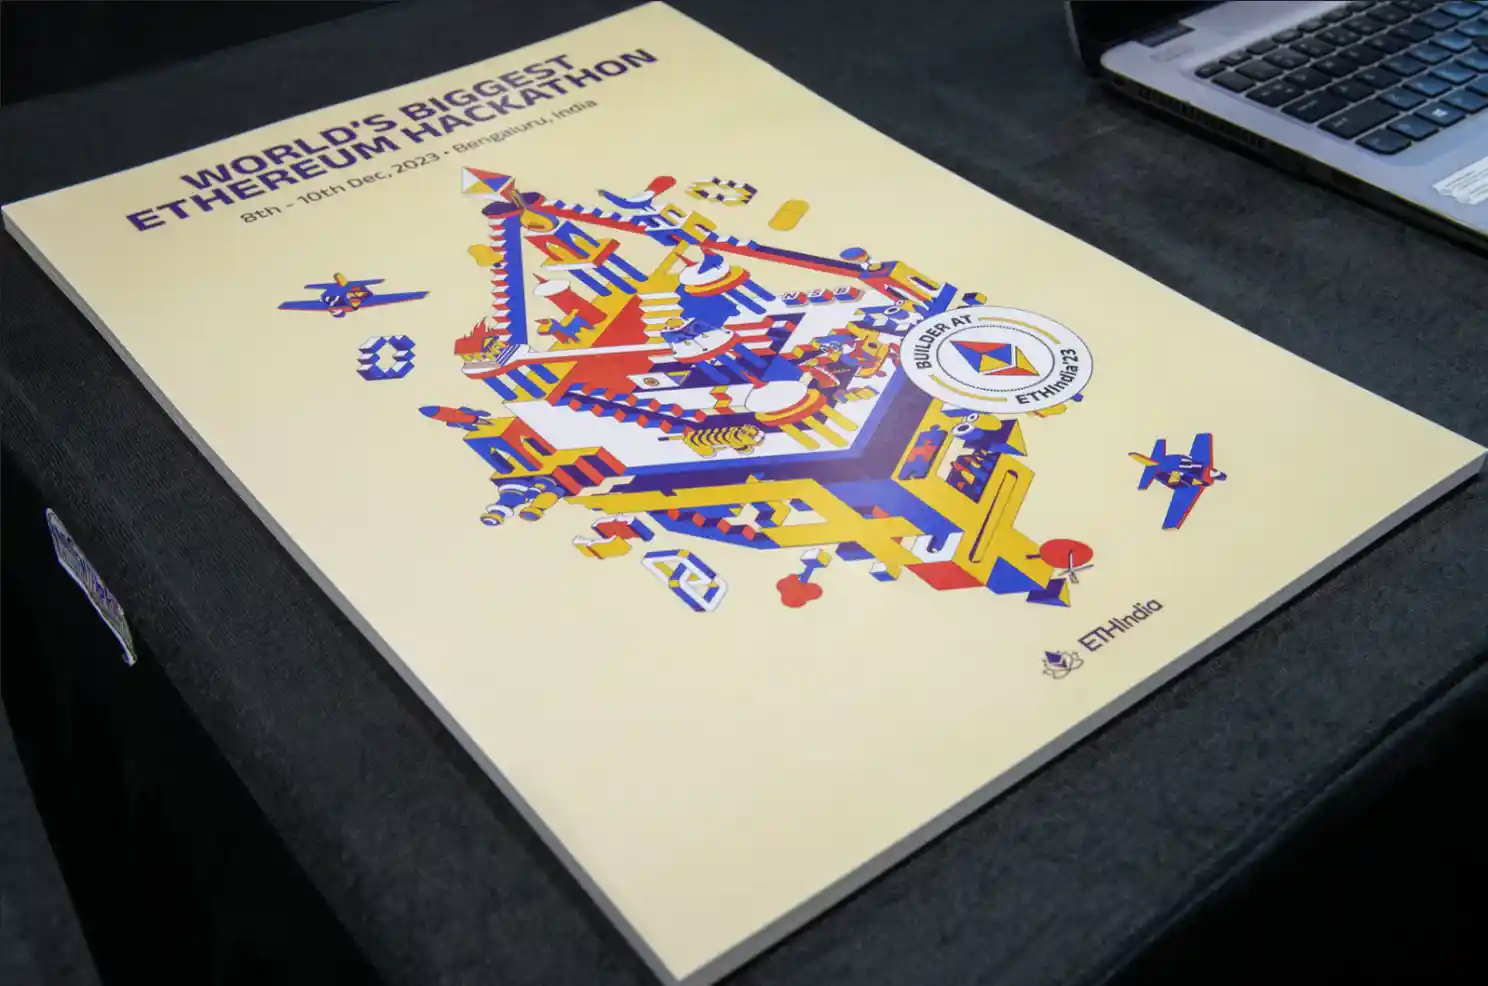 WORLD'S BIGGEST
ETHEREUM HACKATHON
8th - 10th Dec, 2023 • Bengaluru, India
N S B
BUILDER AT
ETHIndia'23
ETHIndia